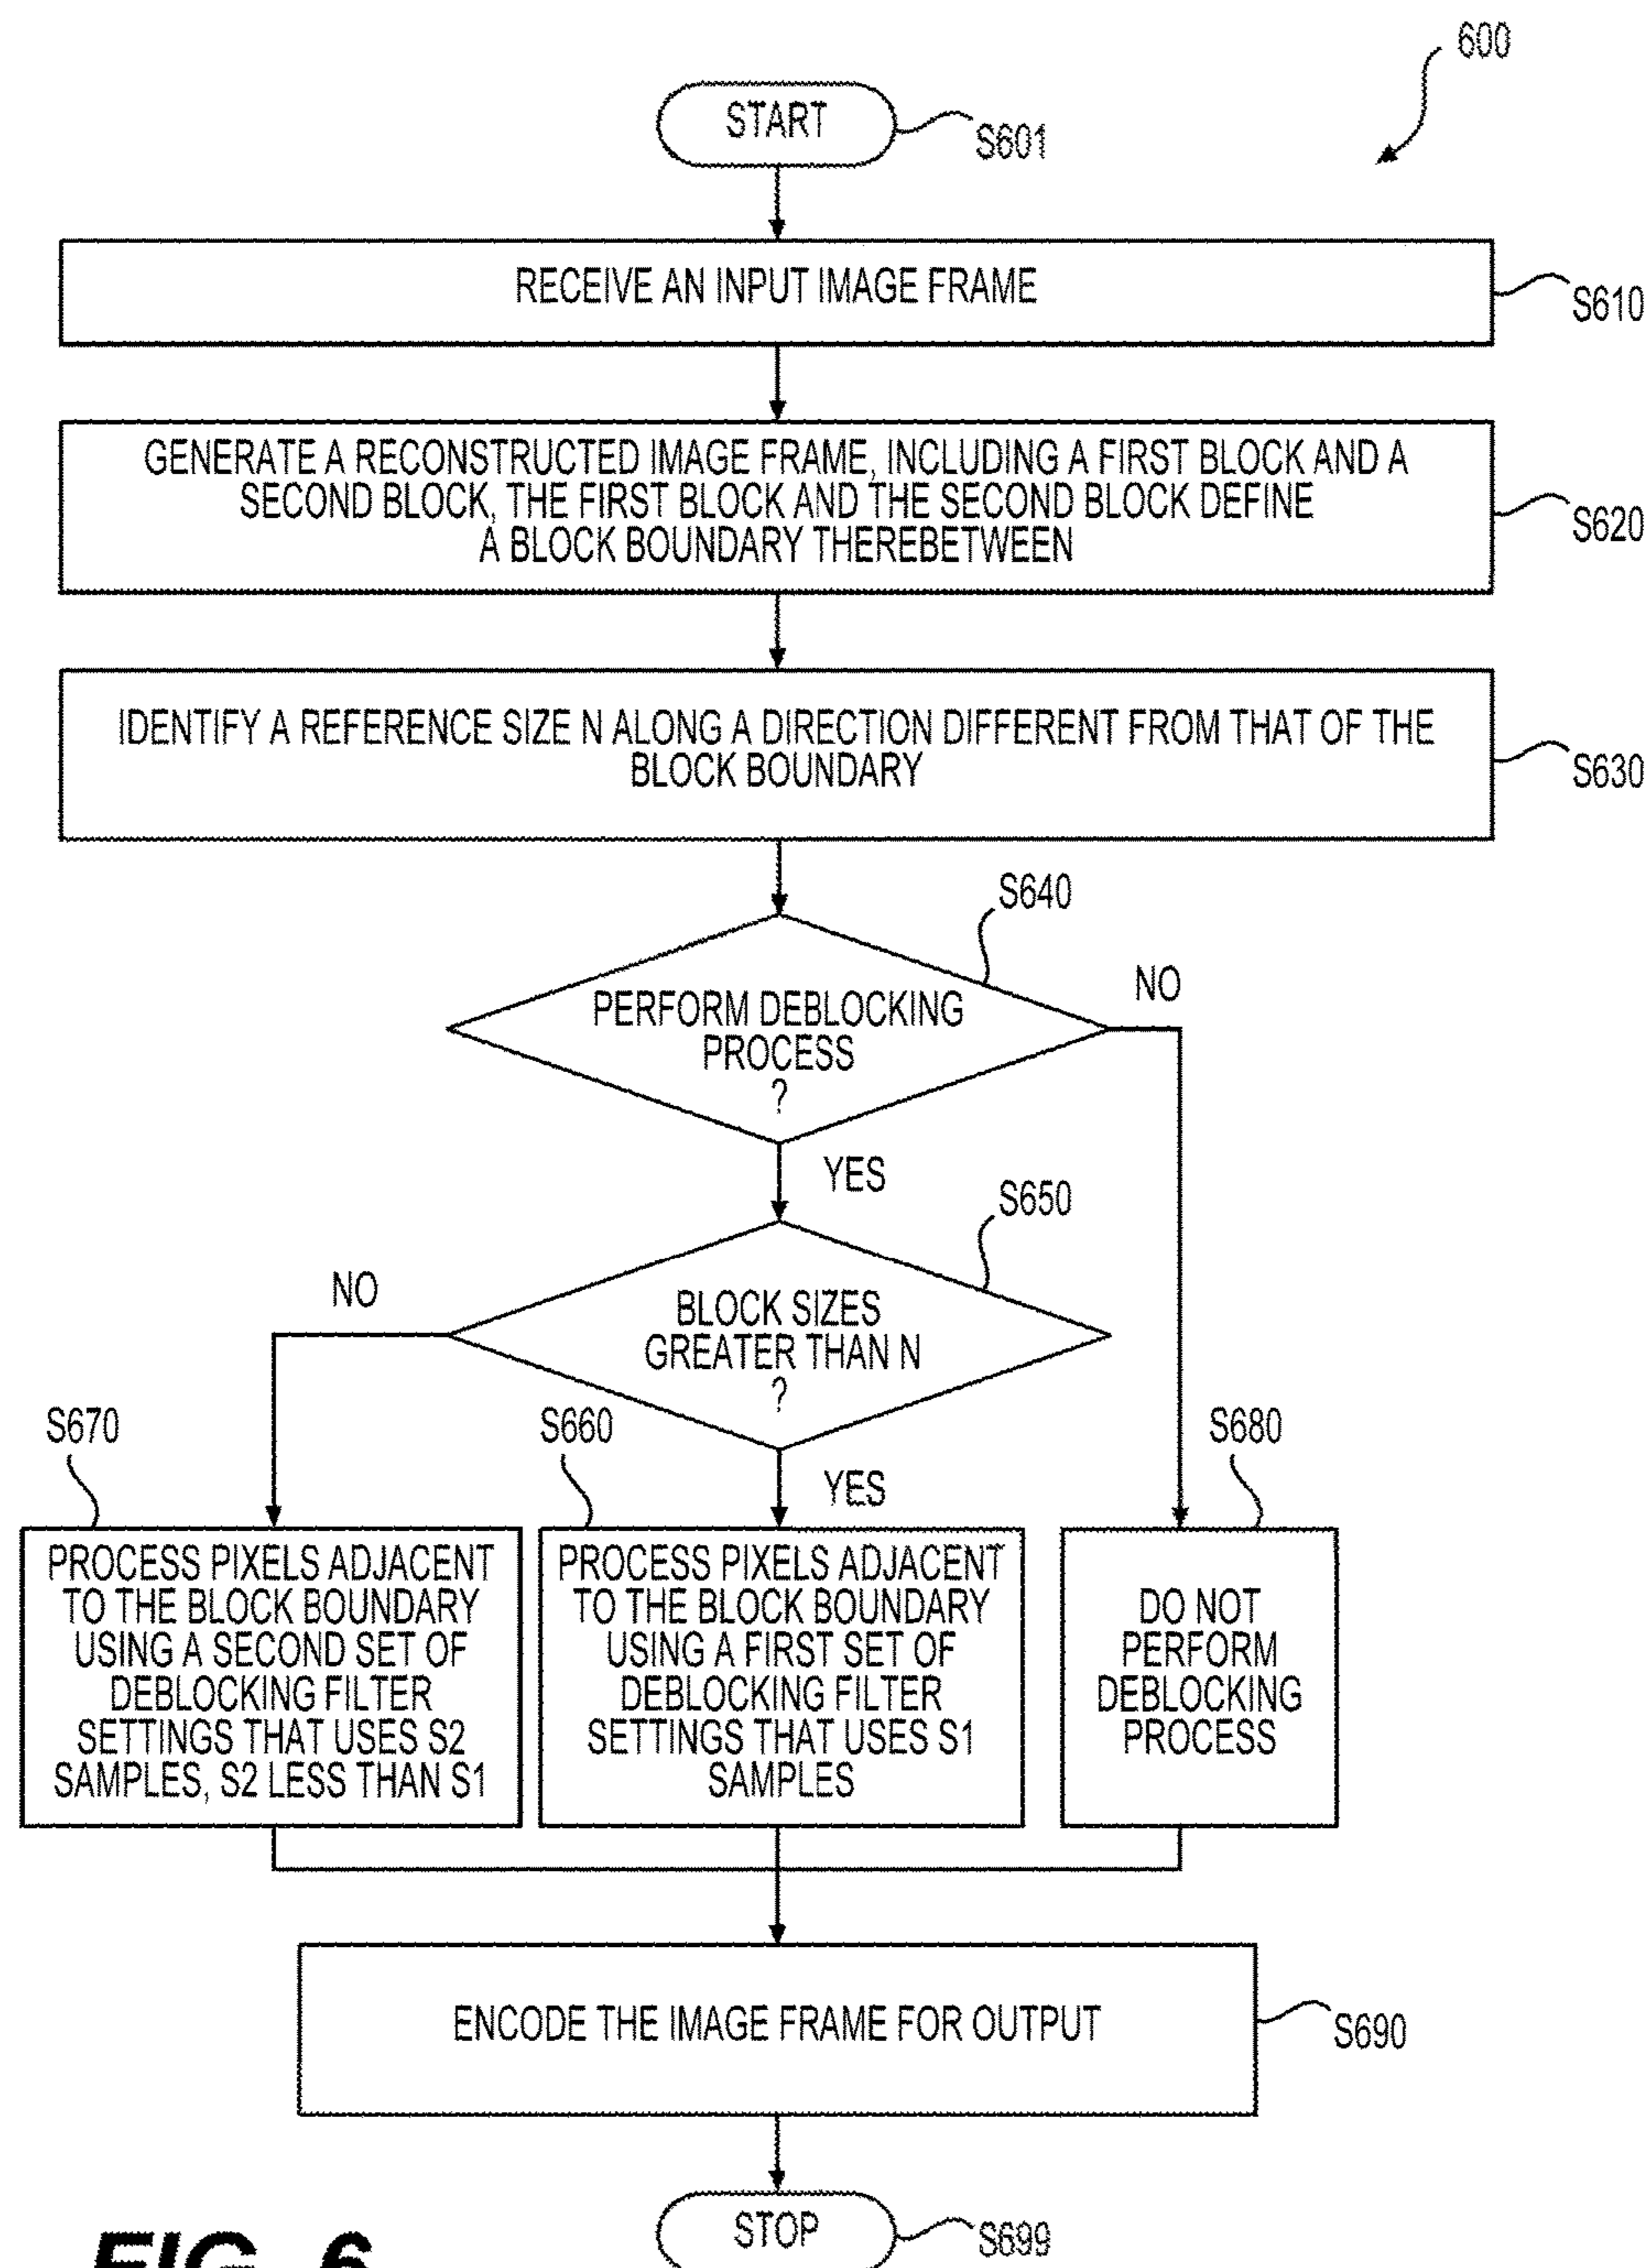 600
START
S601
RECEIVE AN INPUT IMAGE FRAME
S610
GENERATE A RECONSTRUCTED IMAGE FRAME, INCLUDING A FIRST BLOCK AND A
SECOND BLOCK, THE FIRST BLOCK AND THE SECOND BLOCK DEFINE
A BLOCK BOUNDARY THEREBETWEEN
S620
IDENTIFY A REFERENCE SIZE N ALONG A DIRECTION DIFFERENT FROM THAT OF THE
BLOCK BOUNDARY
S630
S640
PERFORM DEBLOCKING
PROCESS
?
NO
YES
S650
BLOCK SIZES
GREATER THAN N
?
NO
YES
S670
PROCESS PIXELS ADJACENT
TO THE BLOCK BOUNDARY
USING A SECOND SET OF
DEBLOCKING FILTER
SETTINGS THAT USES S2
SAMPLES, S2 LESS THAN S1
S660
PROCESS PIXELS ADJACENT
TO THE BLOCK BOUNDARY
USING A FIRST SET OF
DEBLOCKING FILTER
SETTINGS THAT USES S1
SAMPLES
S680
DO NOT
PERFORM
DEBLOCKING
PROCESS
ENCODE THE IMAGE FRAME FOR OUTPUT
S690
STOP
S699
FIG. 6